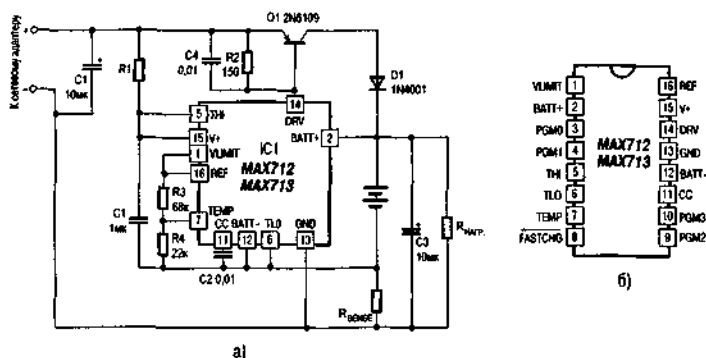 К сетевому адаптеру
+
-
C1
10мк
R1
C4
0,01
R2
150
Q1 2N6109
D1
1N4001
5 THI
15 V+
1 VLIMIT
16 REF
7 TEMP
14
DRV
BATT+ 2
IC1
MAX712
MAX713
CC BATT- TLO GND
11 12 6 13
R3
68к
R4
22к
C1
1мк
C2 0,01
C3
10мк
RНАГР.
RSENSE
а)
VLIMIT 1
BATT+ 2
PGM0 3
PGM1 4
THI 5
TLO 6
TEMP 7
FASTCHG 8
MAX712
MAX713
16 REF
15 V+
14 DRV
13 GND
12 BATT-
11 CC
10 PGM3
9 PGM2
б)